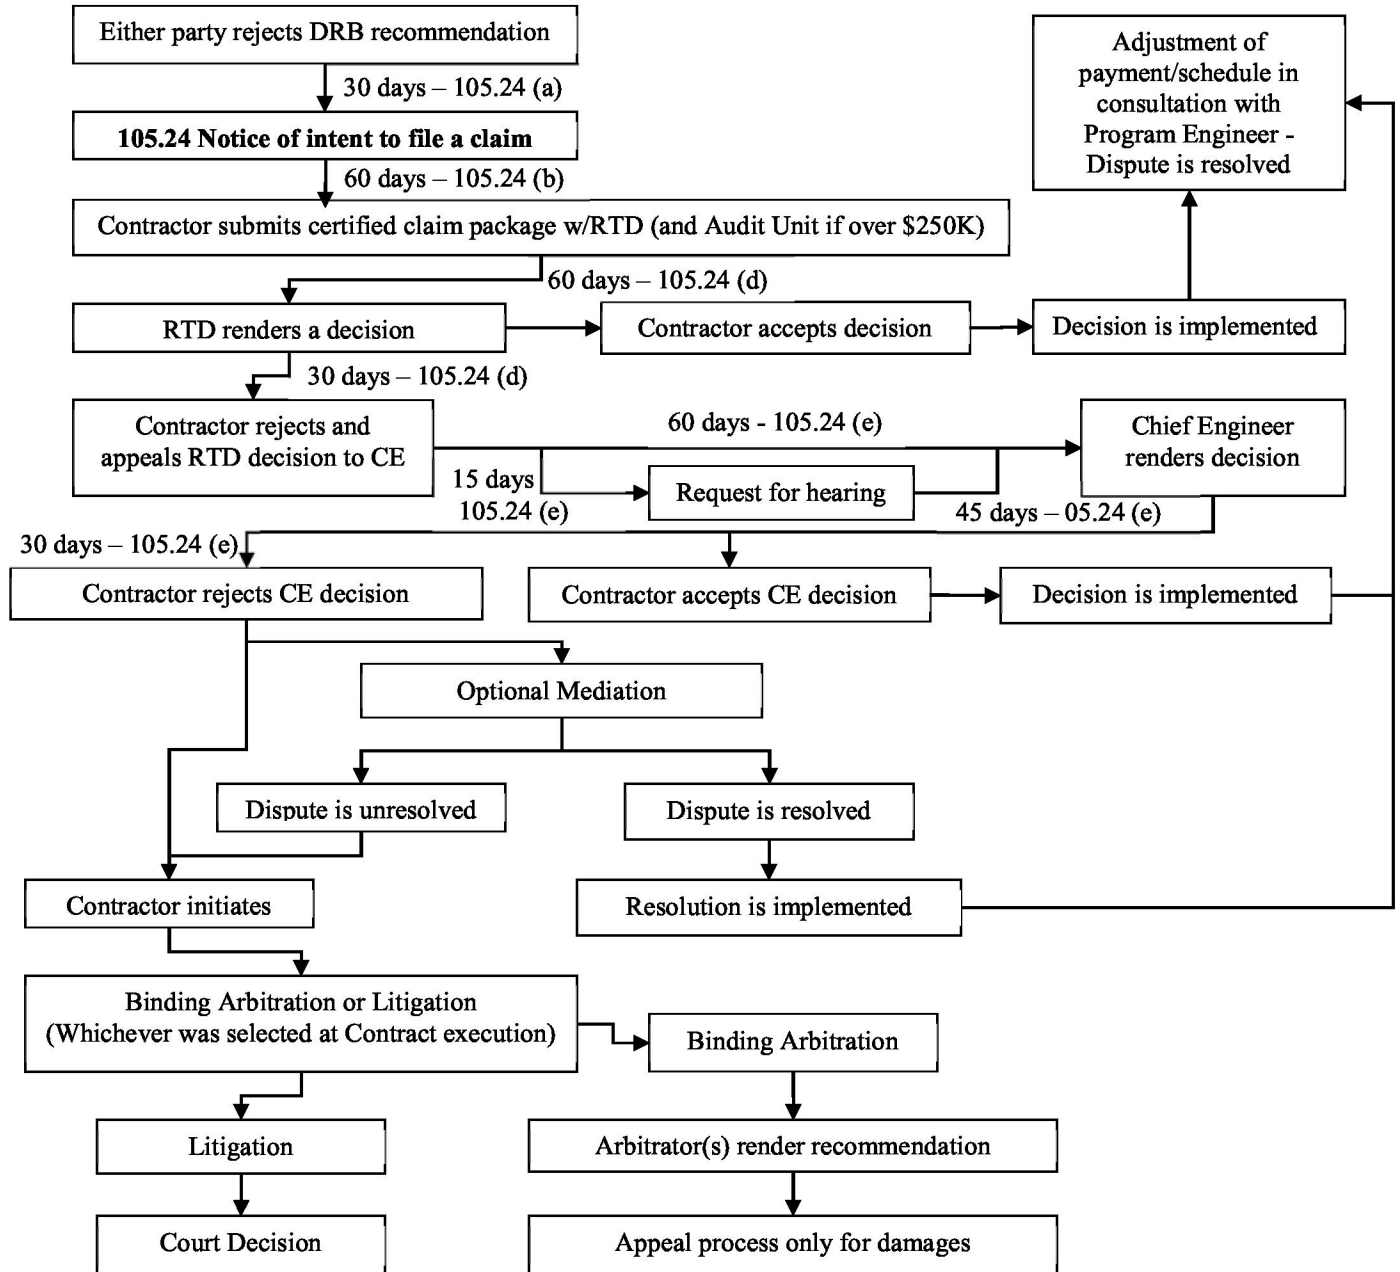 Either party rejects DRB recommendation
30 days – 105.24 (a)
105.24 Notice of intent to file a claim
60 days – 105.24 (b)
Contractor submits certified claim package w/RTD (and Audit Unit if over $250K)
60 days – 105.24 (d)
Adjustment of
payment/schedule in
consultation with
Program Engineer -
Dispute is resolved
RTD renders a decision
Contractor accepts decision
Decision is implemented
30 days – 105.24 (d)
Contractor rejects and
appeals RTD decision to CE
60 days - 105.24 (e)
15 days
105.24 (e)
Request for hearing
Chief Engineer
renders decision
45 days – 05.24 (e)
30 days – 105.24 (e)
Contractor rejects CE decision
Contractor accepts CE decision
Decision is implemented
Optional Mediation
Dispute is unresolved
Dispute is resolved
Contractor initiates
Resolution is implemented
Binding Arbitration or Litigation
(Whichever was selected at Contract execution)
Binding Arbitration
Litigation
Arbitrator(s) render recommendation
Court Decision
Appeal process only for damages